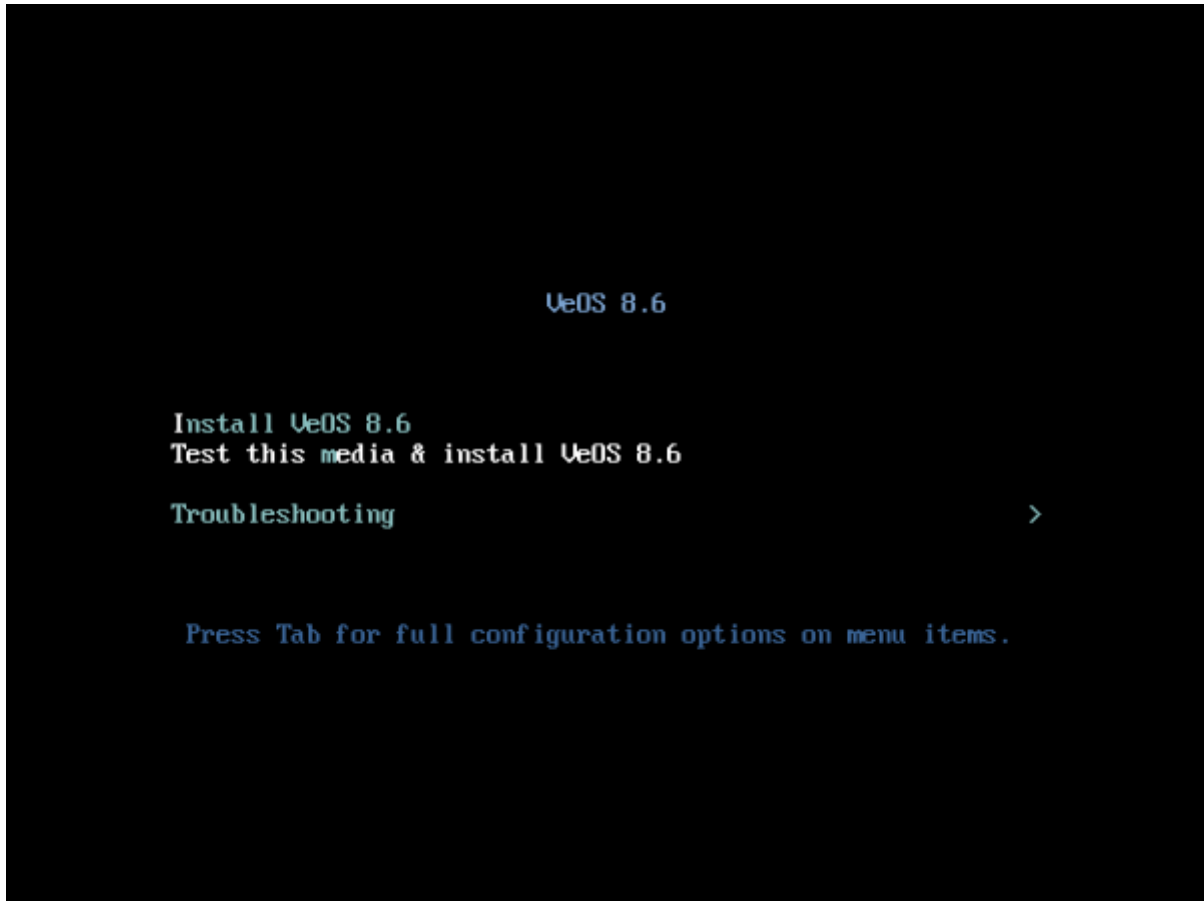 VeOS 8.6
Install VeOS 8.6
Test this media & install VeOS 8.6
Troubleshooting >
Press Tab for full configuration options on menu items.